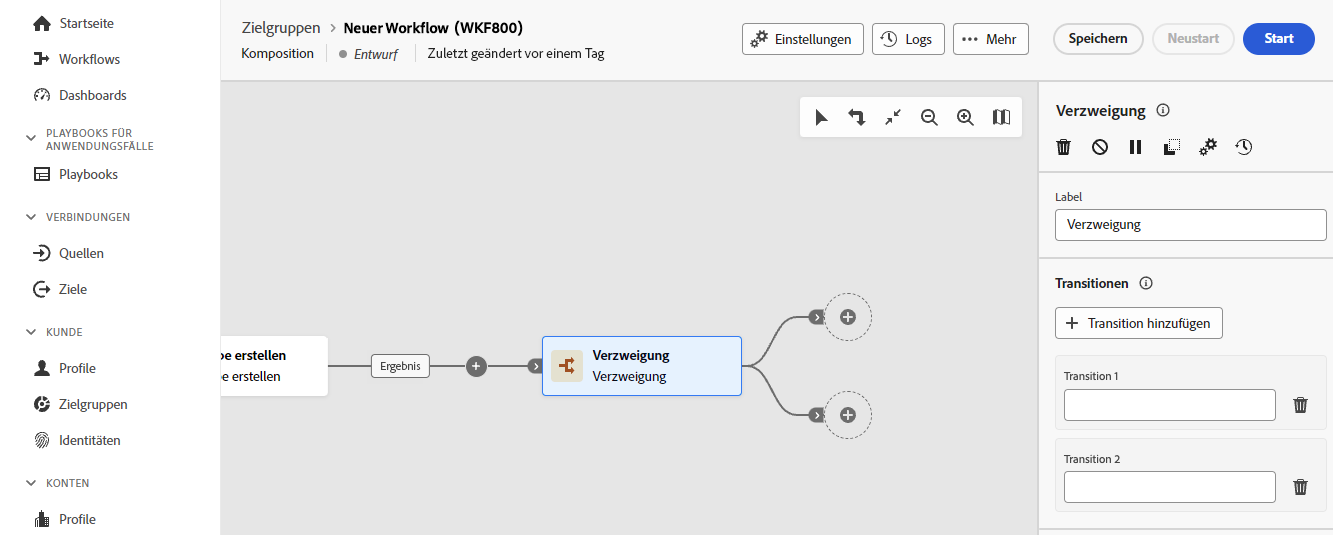 Startseite
Workflows
Dashboards
PLAYBOOKS FÜR
ANWENDUNGSFÄLLE
Playbooks
VERBINDUNGEN
Quellen
Ziele
KUNDE
Profile
Zielgruppen
Identitäten
KONTEN
Profile
Zielgruppen > Neuer Workflow (WKF800)
Komposition Entwurf Zuletzt geändert vor einem Tag
Einstellungen Logs Mehr Speichern Neustart Start
be erstellen
be erstellen
Ergebnis
Verzweigung
Verzweigung
Verzweigung
Label
Verzweigung
Transitionen
Transition hinzufügen
Transition 1
Transition 2